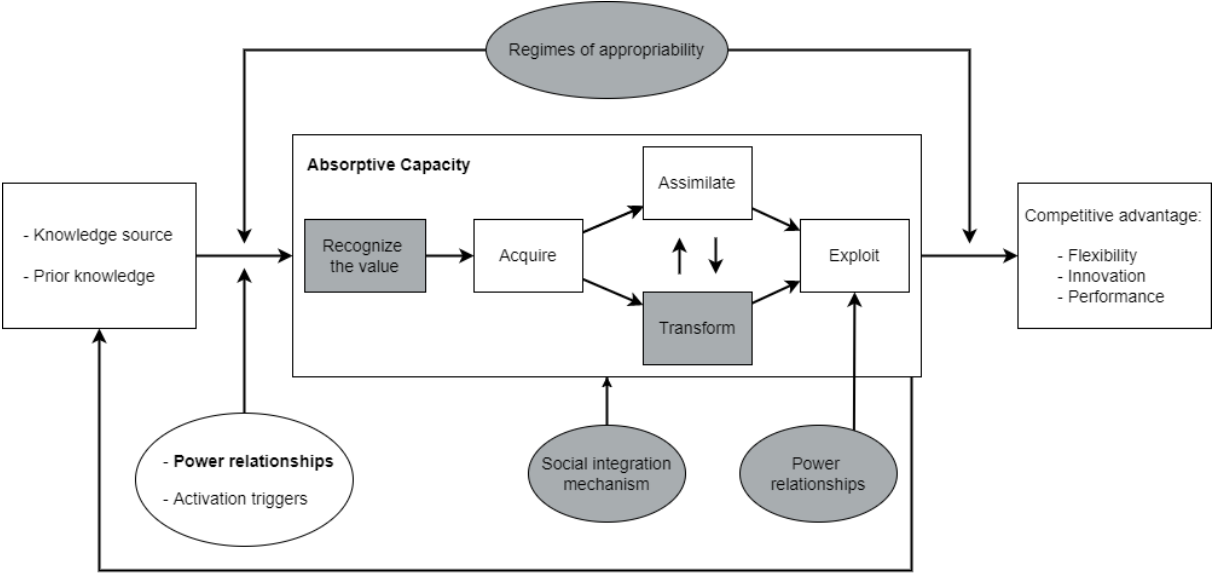 Regimes of appropriability
Absorptive Capacity
- Knowledge source
- Prior knowledge
Recognize
the value
Acquire
Assimilate
Transform
Exploit
Competitive advantage:
- Flexibility
- Innovation
- Performance
- Power relationships
- Activation triggers
Social integration
mechanism
Power
relationships